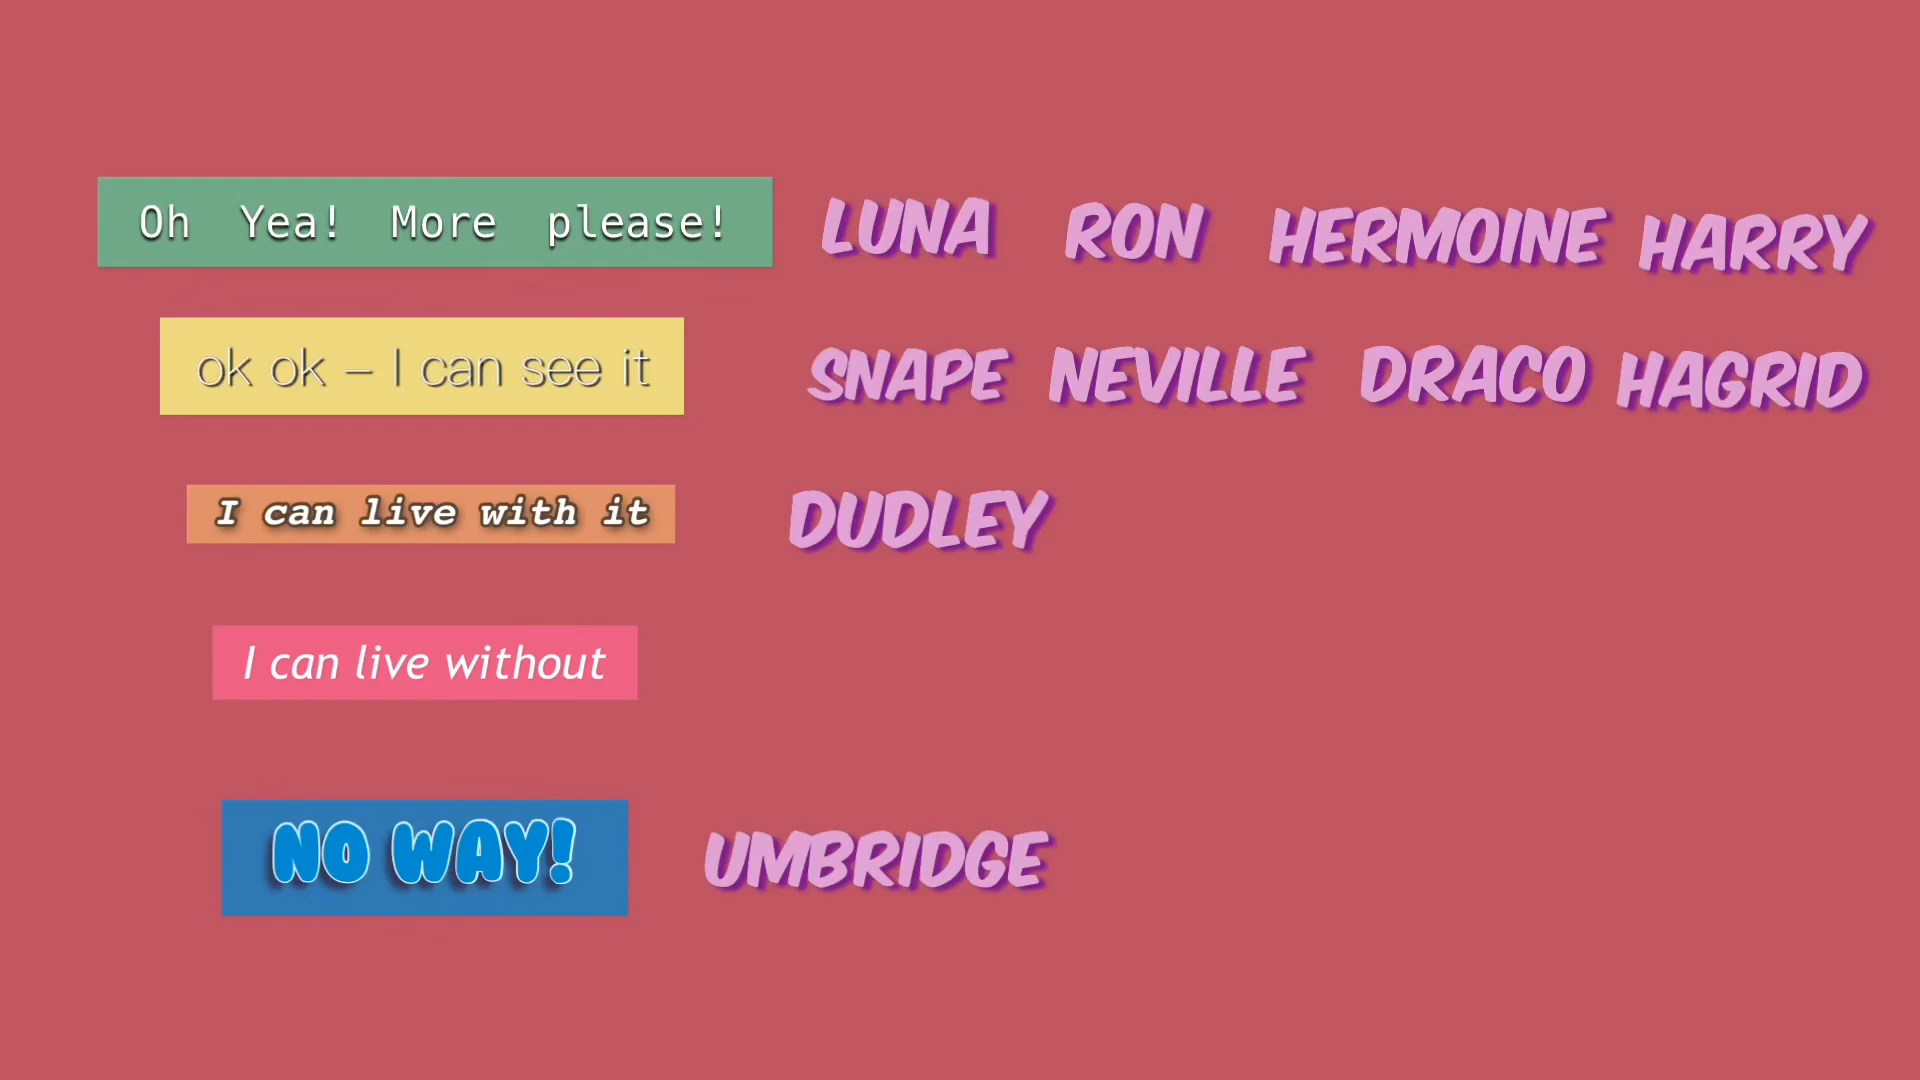 Oh Yea! More please! LUNA RON HERMOINE HARRY
ok ok – I can see it SNAPE NEVILLE DRACO HAGRID
I can live with it DUDLEY
I can live without
NO WAY! UMBRIDGE